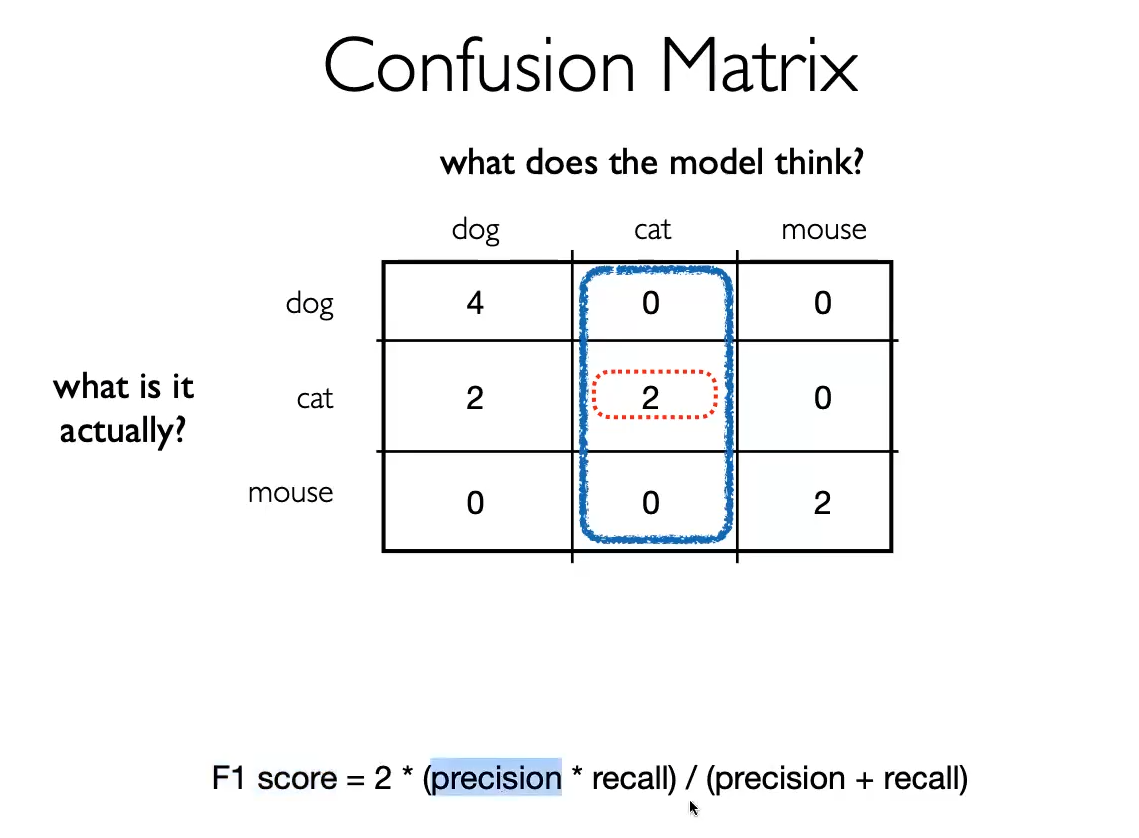 Confusion Matrix
what does the model think?
dog cat mouse
dog 4 0 0
what is it
actually?
cat 2 2 0
mouse 0 0 2
F1 score = 2 * (precision * recall) / (precision + recall)